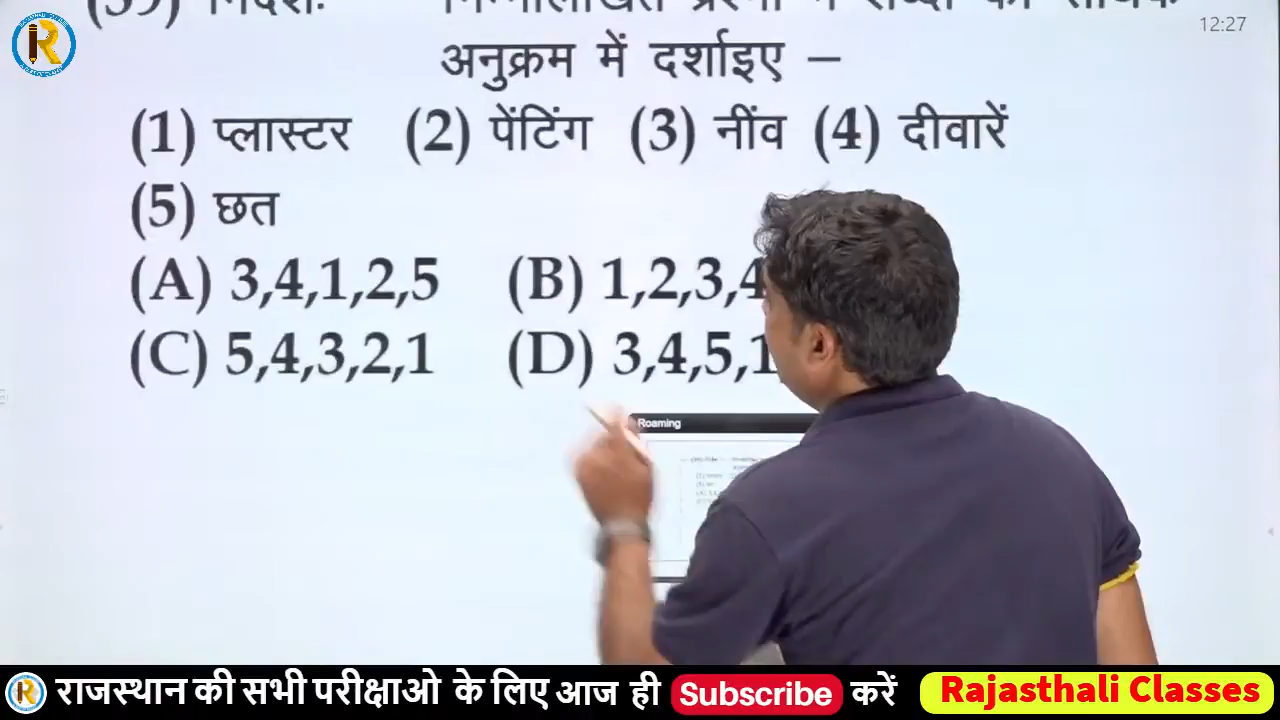 12:27
अनुक्रम में दर्शाइए –
(1) प्लास्टर (2) पेंटिंग (3) नींव (4) दीवारें
(5) छत
(A) 3,4,1,2,5 (B) 1,2,3,4
(C) 5,4,3,2,1 (D) 3,4,5,1
Roaming
राजस्थान की सभी परीक्षाओ के लिए आज ही Subscribe करें Rajasthali Classes